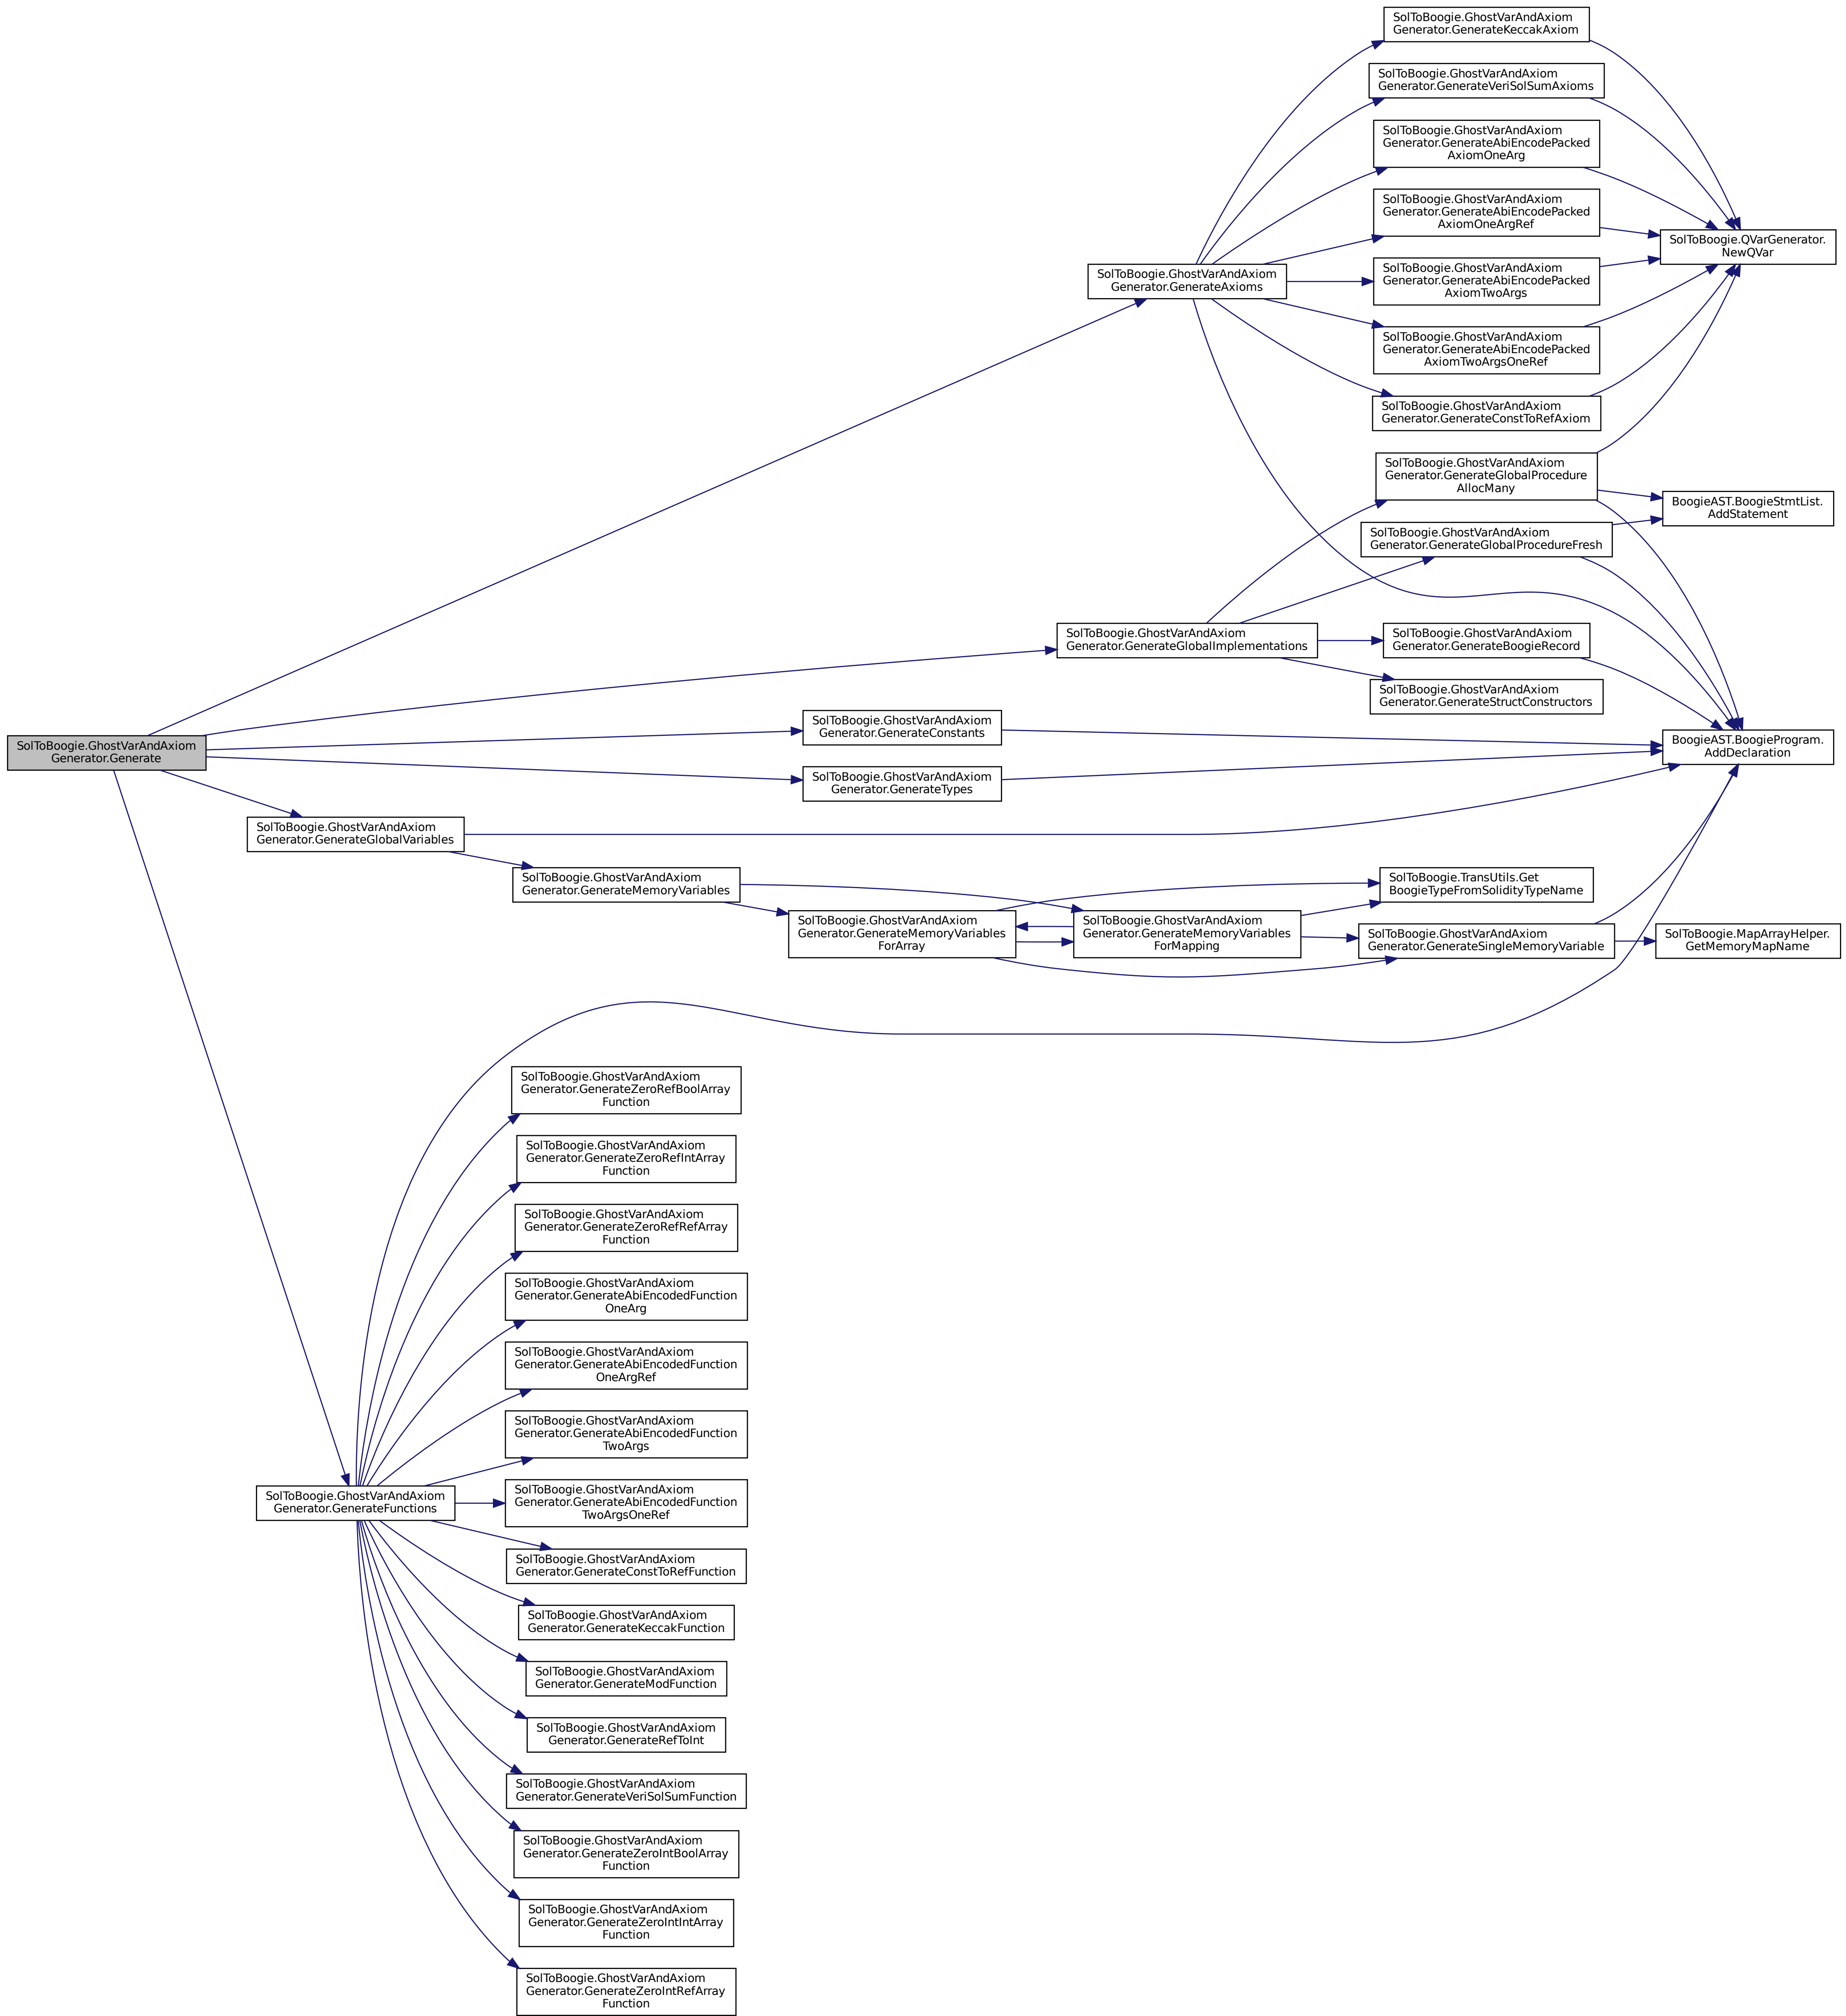 SolToBoogie.GhostVarAndAxiom
Generator.GenerateKeccakAxiom
SolToBoogie.GhostVarAndAxiom
Generator.GenerateVeriSolSumAxioms
SolToBoogie.GhostVarAndAxiom
Generator.GenerateAbiEncodePacked
AxiomOneArg
SolToBoogie.GhostVarAndAxiom
Generator.GenerateAbiEncodePacked
AxiomOneArgRef
SolToBoogie.QVarGenerator.
NewQVar
SolToBoogie.GhostVarAndAxiom
Generator.GenerateAxioms
SolToBoogie.GhostVarAndAxiom
Generator.GenerateAbiEncodePacked
AxiomTwoArgs
SolToBoogie.GhostVarAndAxiom
Generator.GenerateAbiEncodePacked
AxiomTwoArgsOneRef
SolToBoogie.GhostVarAndAxiom
Generator.GenerateConstToRefAxiom
SolToBoogie.GhostVarAndAxiom
Generator.GenerateGlobalProcedure
AllocMany
BoogieAST.BoogieStmtList.
AddStatement
SolToBoogie.GhostVarAndAxiom
Generator.GenerateGlobalProcedureFresh
SolToBoogie.GhostVarAndAxiom
Generator.GenerateGlobalImplementations
SolToBoogie.GhostVarAndAxiom
Generator.GenerateBoogieRecord
SolToBoogie.GhostVarAndAxiom
Generator.GenerateStructConstructors
SolToBoogie.GhostVarAndAxiom
Generator.GenerateConstants
SolToBoogie.GhostVarAndAxiom
Generator.Generate
BoogieAST.BoogieProgram.
AddDeclaration
SolToBoogie.GhostVarAndAxiom
Generator.GenerateTypes
SolToBoogie.GhostVarAndAxiom
Generator.GenerateGlobalVariables
SolToBoogie.GhostVarAndAxiom
Generator.GenerateMemoryVariables
SolToBoogie.TransUtils.Get
BoogieTypeFromSolidityTypeName
SolToBoogie.GhostVarAndAxiom
Generator.GenerateMemoryVariables
ForArray
SolToBoogie.GhostVarAndAxiom
Generator.GenerateMemoryVariables
ForMapping
SolToBoogie.GhostVarAndAxiom
Generator.GenerateSingleMemoryVariable
SolToBoogie.MapArrayHelper.
GetMemoryMapName
SolToBoogie.GhostVarAndAxiom
Generator.GenerateZeroRefBoolArray
Function
SolToBoogie.GhostVarAndAxiom
Generator.GenerateZeroRefIntArray
Function
SolToBoogie.GhostVarAndAxiom
Generator.GenerateZeroRefRefArray
Function
SolToBoogie.GhostVarAndAxiom
Generator.GenerateAbiEncodedFunction
OneArg
SolToBoogie.GhostVarAndAxiom
Generator.GenerateAbiEncodedFunction
OneArgRef
SolToBoogie.GhostVarAndAxiom
Generator.GenerateAbiEncodedFunction
TwoArgs
SolToBoogie.GhostVarAndAxiom
Generator.GenerateFunctions
SolToBoogie.GhostVarAndAxiom
Generator.GenerateAbiEncodedFunction
TwoArgsOneRef
SolToBoogie.GhostVarAndAxiom
Generator.GenerateConstToRefFunction
SolToBoogie.GhostVarAndAxiom
Generator.GenerateKeccakFunction
SolToBoogie.GhostVarAndAxiom
Generator.GenerateModFunction
SolToBoogie.GhostVarAndAxiom
Generator.GenerateRefToInt
SolToBoogie.GhostVarAndAxiom
Generator.GenerateVeriSolSumFunction
SolToBoogie.GhostVarAndAxiom
Generator.GenerateZeroIntBoolArray
Function
SolToBoogie.GhostVarAndAxiom
Generator.GenerateZeroIntIntArray
Function
SolToBoogie.GhostVarAndAxiom
Generator.GenerateZeroIntRefArray
Function